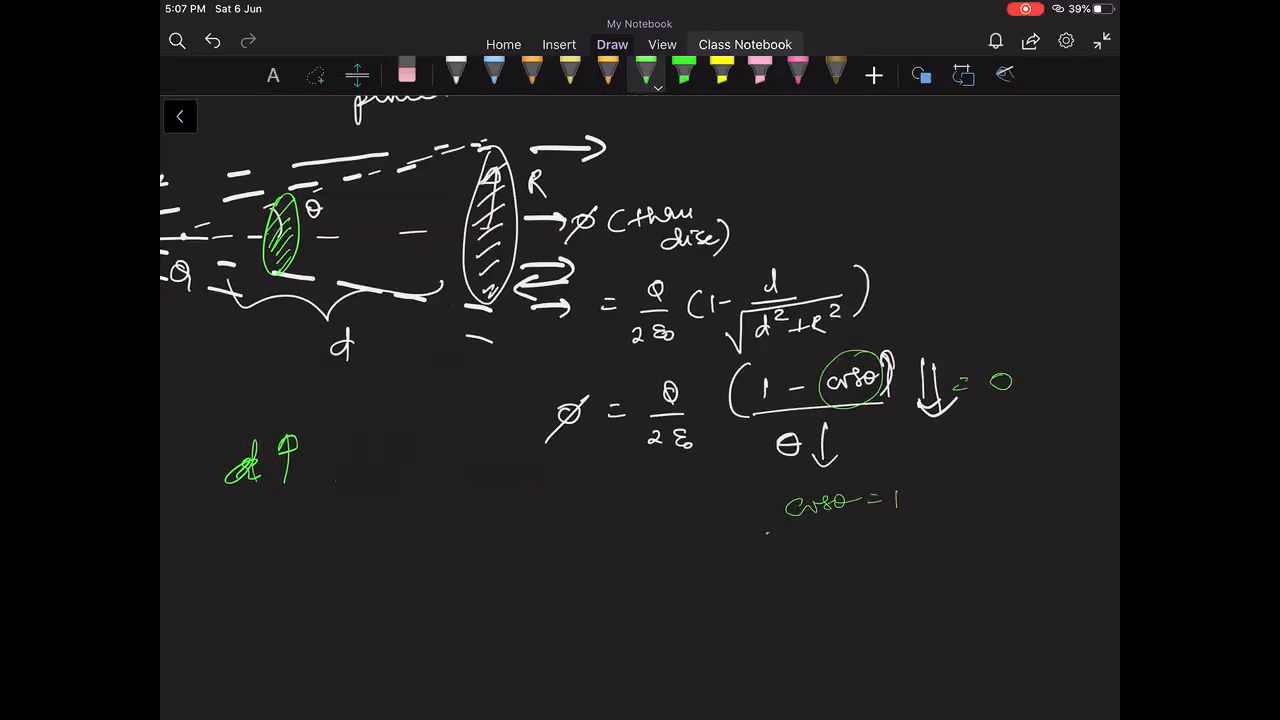 5:07 PM Sat 6 Jun
39%
My Notebook
Home Insert Draw View Class Notebook
A
R
θ
ϕ (thru disc)
Q
d
= Q/2ε₀ (1 - d/√(d² + R²))
ϕ = Q/2ε₀ (1 - cosθ) ↓↓ = 0
θ ↓
d ↑
cosθ = 1